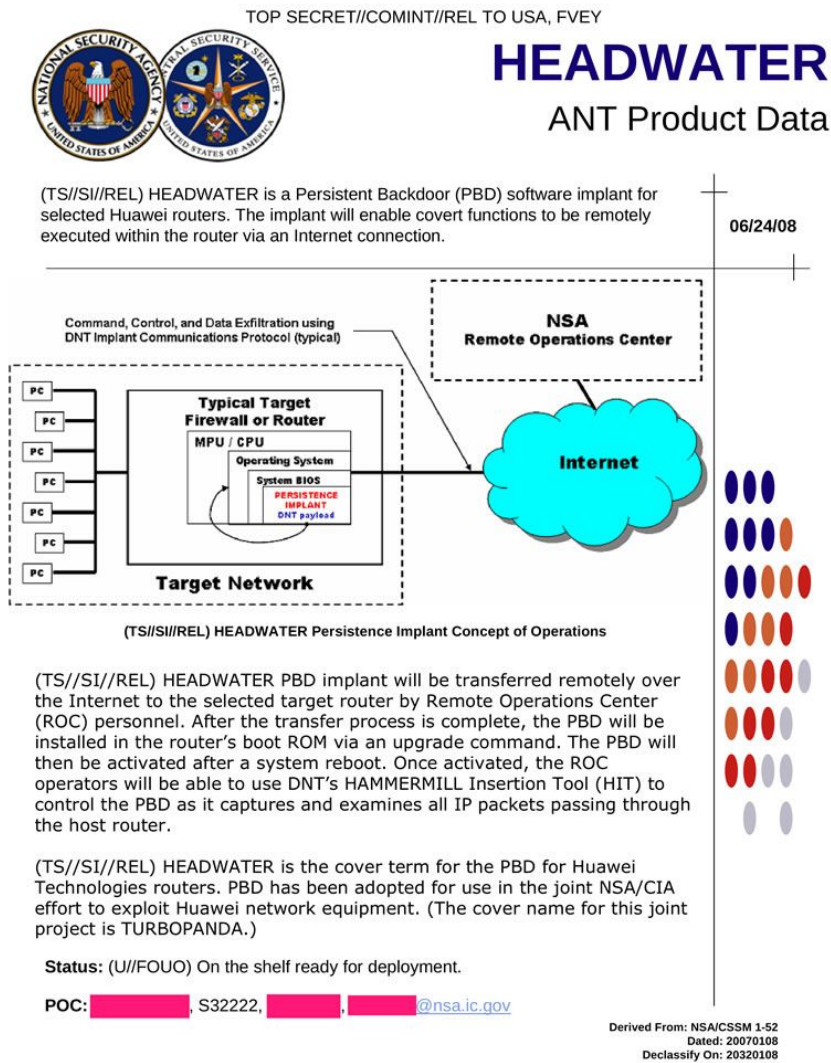 TOP SECRET//COMINT//REL TO USA, FVEY
HEADWATER
ANT Product Data
NATIONAL SECURITY AGENCY
UNITED STATES OF AMERICA
CENTRAL SECURITY SERVICE
UNITED STATES OF AMERICA
(TS//SI//REL) HEADWATER is a Persistent Backdoor (PBD) software implant for
selected Huawei routers. The implant will enable covert functions to be remotely
executed within the router via an Internet connection.
06/24/08
Command, Control, and Data Exfiltration using
DNT Implant Communications Protocol (typical)
NSA
Remote Operations Center
PC
PC
PC
PC
PC
PC
PC
Typical Target
Firewall or Router
MPU / CPU
Operating System
System BIOS
PERSISTENCE
IMPLANT
DNT payload
Internet
Target Network
(TS//SI//REL) HEADWATER Persistence Implant Concept of Operations
(TS//SI//REL) HEADWATER PBD implant will be transferred remotely over
the Internet to the selected target router by Remote Operations Center
(ROC) personnel. After the transfer process is complete, the PBD will be
installed in the router's boot ROM via an upgrade command. The PBD will
then be activated after a system reboot. Once activated, the ROC
operators will be able to use DNT's HAMMERMILL Insertion Tool (HIT) to
control the PBD as it captures and examines all IP packets passing through
the host router.
(TS//SI//REL) HEADWATER is the cover term for the PBD for Huawei
Technologies routers. PBD has been adopted for use in the joint NSA/CIA
effort to exploit Huawei network equipment. (The cover name for this joint
project is TURBOPANDA.)
Status: (U//FOUO) On the shelf ready for deployment.
POC: , S32222, , @nsa.ic.gov
Derived From: NSA/CSSM 1-52
Dated: 20070108
Declassify On: 20320108